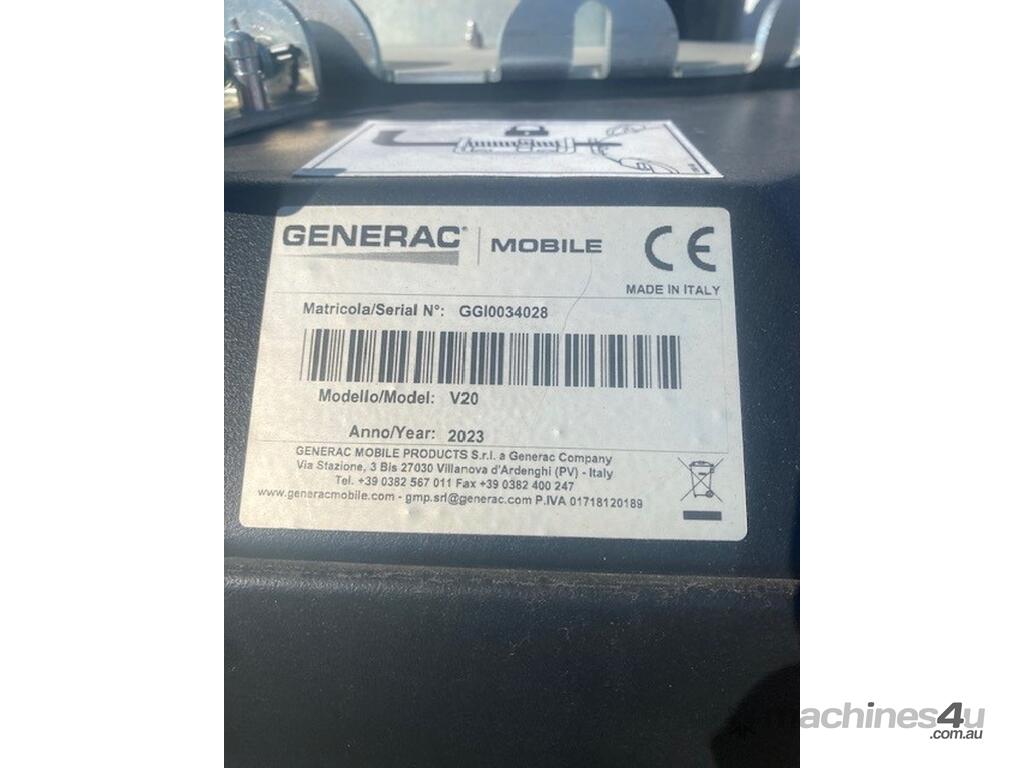 GENERAC® MOBILE
CE
MADE IN ITALY
Matricola/Serial N°: GGI0034028
Modello/Model: V20
Anno/Year: 2023
GENERAC MOBILE PRODUCTS S.r.l. a Generac Company
Via Stazione, 3 Bis 27030 Villanova d'Ardenghi (PV) - Italy
Tel. +39 0382 567 011 Fax +39 0382 400 247
www.generacmobile.com - gmp.srl@generac.com P.IVA 01718120189
machines4u
.com.au